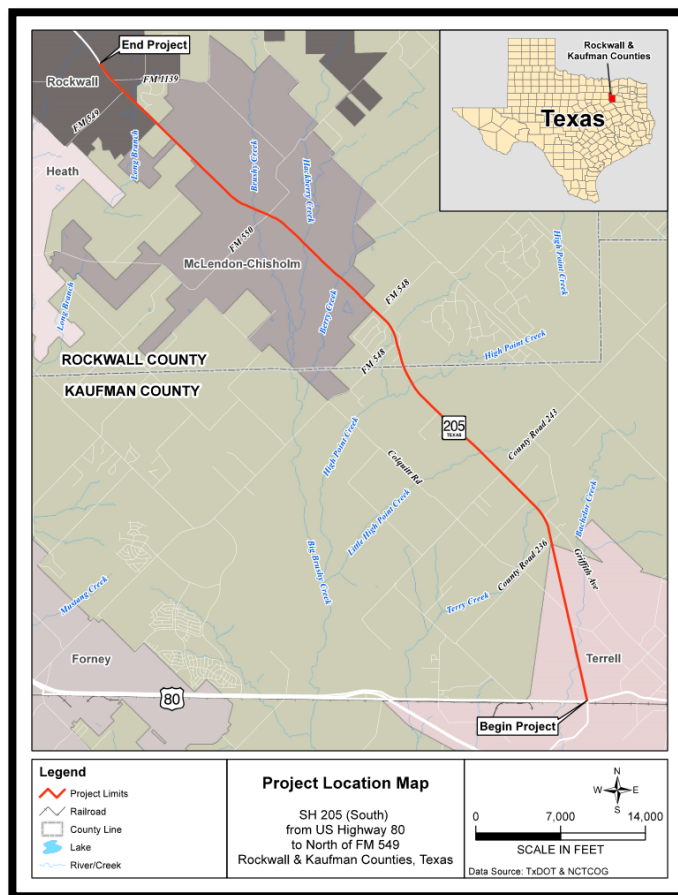 End Project
Rockwall
FM 1139
FM 549
Long Branch
Heath
Brushy Creek
Hackberry Creek
FM 550
McLendon-Chisholm
Long Branch
Berry Creek
FM 548
FM 548
High Point Creek
High Point Creek
ROCKWALL COUNTY
KAUFMAN COUNTY
Rockwall &
Kaufman Counties
Texas
205
TEXAS
County Road 243
High Point Creek
Colquitt Rd
Little High Point Creek
Bachelor Creek
Big Brushy Creek
County Road 236
Griffith Ave
Terry Creek
Mustang Creek
Forney
80
Terrell
Begin Project
Legend
Project Limits
Railroad
County Line
Lake
River/Creek
Project Location Map
SH 205 (South)
from US Highway 80
to North of FM 549
Rockwall & Kaufman Counties, Texas
N
W E
S
0 7,000 14,000
SCALE IN FEET
Data Source: TxDOT & NCTCOG